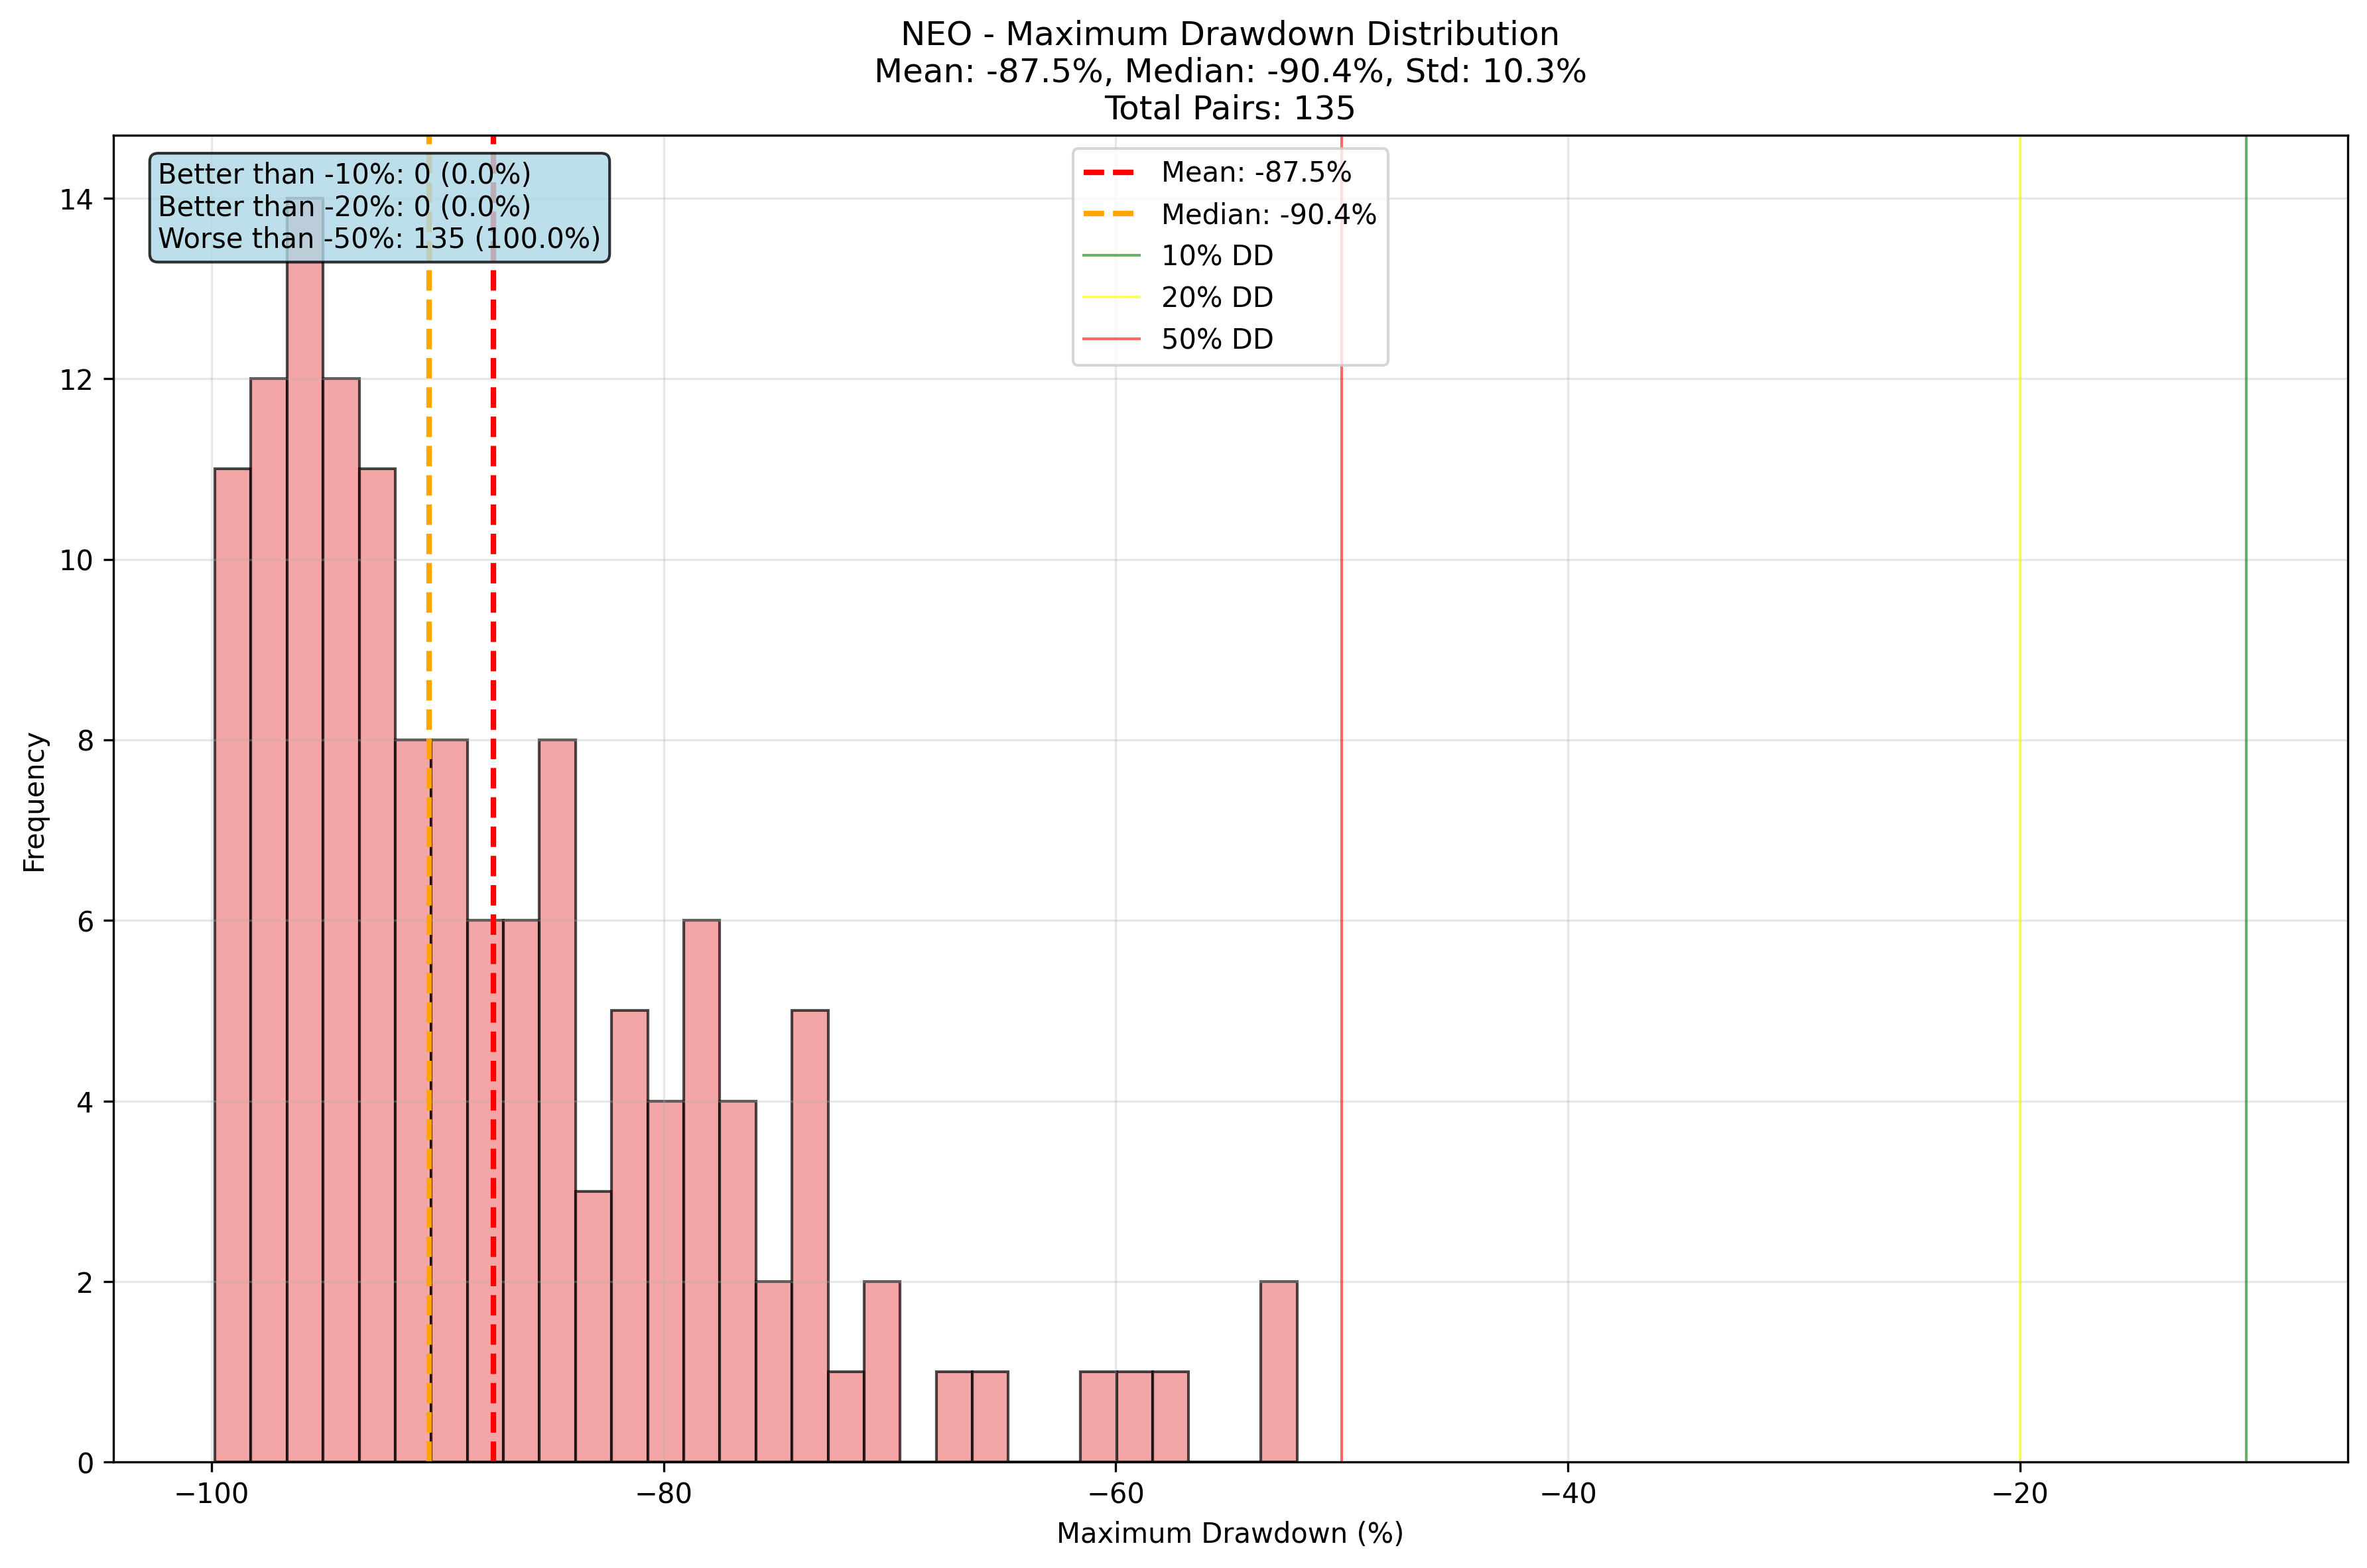 NEO - Maximum Drawdown Distribution
Mean: -87.5%, Median: -90.4%, Std: 10.3%
Total Pairs: 135
Better than -10%: 0 (0.0%)
Better than -20%: 0 (0.0%)
Worse than -50%: 135 (100.0%)
Mean: -87.5%
Median: -90.4%
10% DD
20% DD
50% DD
14
12
10
8
6
4
2
0
Frequency
−100
−80
−60
−40
−20
Maximum Drawdown (%)